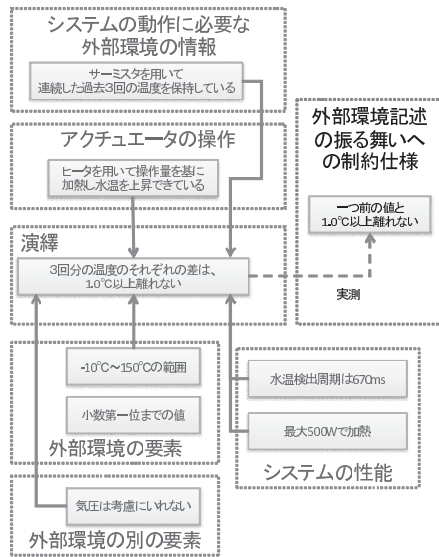 システムの動作に必要な
外部環境の情報
サーミスタを用いて
連続した過去3回の温度を保持している
アクチュエータの操作
ヒータを用いて操作量を基に
加熱し水温を上昇できている
外部環境記述
の振る舞いへ
の制約仕様
一つ前の値と
1.0℃以上離れない
演繹
3回分の温度のそれぞれの差は、
1.0℃以上離れない
実測
-10℃～150℃の範囲
小数第一位までの値
外部環境の要素
水温検出周期は670ms
最大500Wで加熱
システムの性能
気圧は考慮にいれない
外部環境の別の要素